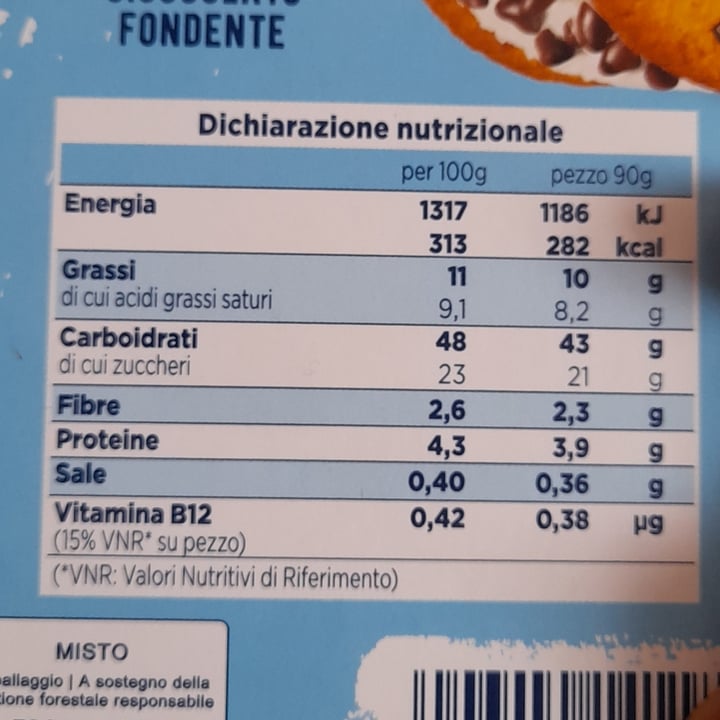 FONDENTE
Dichiarazione nutrizionale
per 100g pezzo 90g
Energia 1317 1186 kJ
313 282 kcal
Grassi 11 10 g
di cui acidi grassi saturi 9,1 8,2 g
Carboidrati 48 43 g
di cui zuccheri 23 21 g
Fibre 2,6 2,3 g
Proteine 4,3 3,9 g
Sale 0,40 0,36 g
Vitamina B12 0,42 0,38 µg
(15% VNR* su pezzo)
(*VNR: Valori Nutritivi di Riferimento)
MISTO
allaggio | A sostegno della
ione forestale responsabile